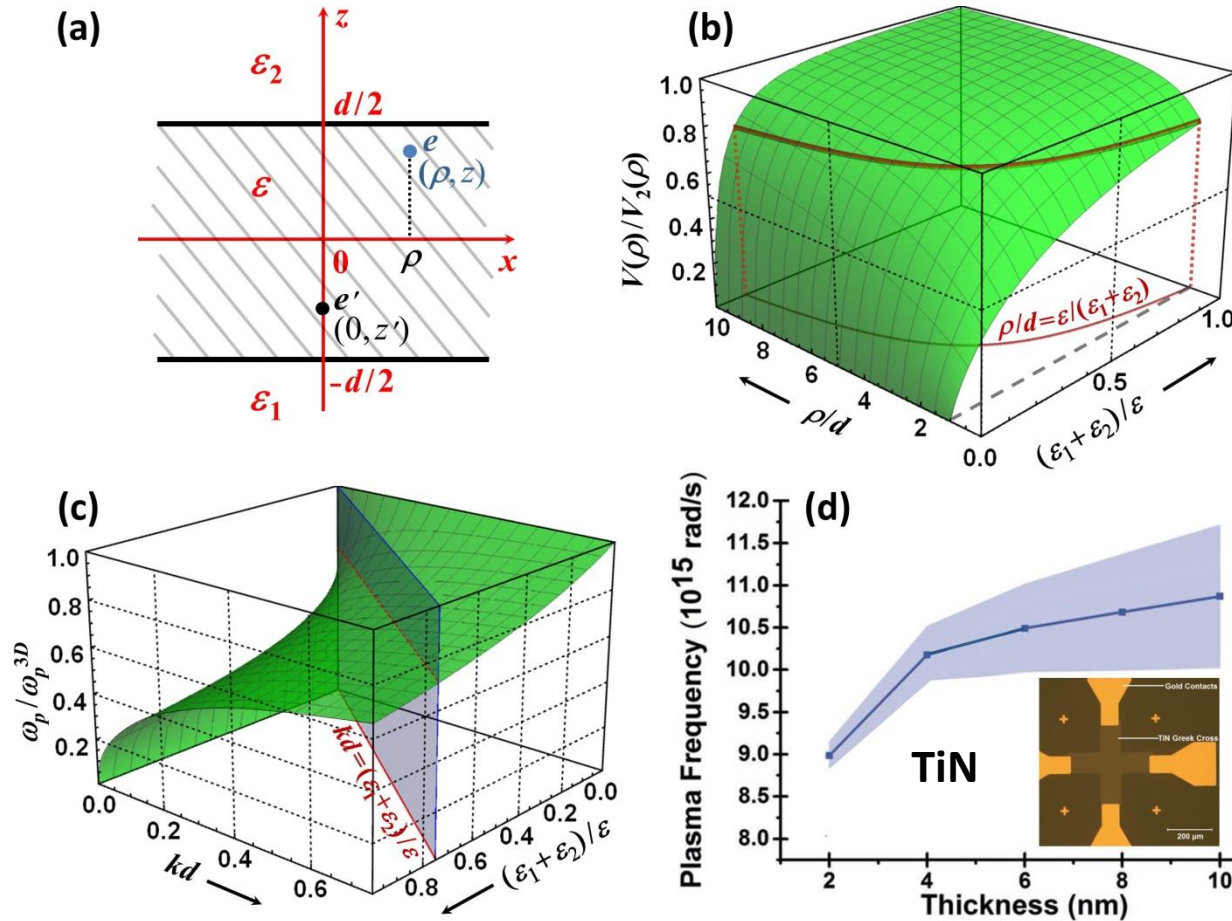 (a)
z
ε₂
d/2
e
(ρ, z)
ε
0
ρ
x
e′
(0, z′)
-d/2
ε₁
(b)
V(ρ)/V₂(ρ)
1.0
0.8
0.6
0.4
0.2
10
8
6
4
2
ρ/d
ρ/d=ε/(ε₁+ε₂)
0.0
0.5
1.0
(ε₁+ε₂)/ε
(c)
ωₚ/ωₚ³ᴰ
1.0
0.8
0.6
0.4
0.2
0.0
0.2
0.4
0.6
kd
kd=(ε₁+ε₂)/ε
0.8
0.6
0.4
0.2
0.0
(ε₁+ε₂)/ε
(d)
Plasma Frequency (10¹⁵ rad/s)
12.0
11.5
11.0
10.5
10.0
9.5
9.0
8.5
8.0
TiN
Gold Contacts
TiN Greek Cross
200 μm
2
4
6
8
10
Thickness (nm)